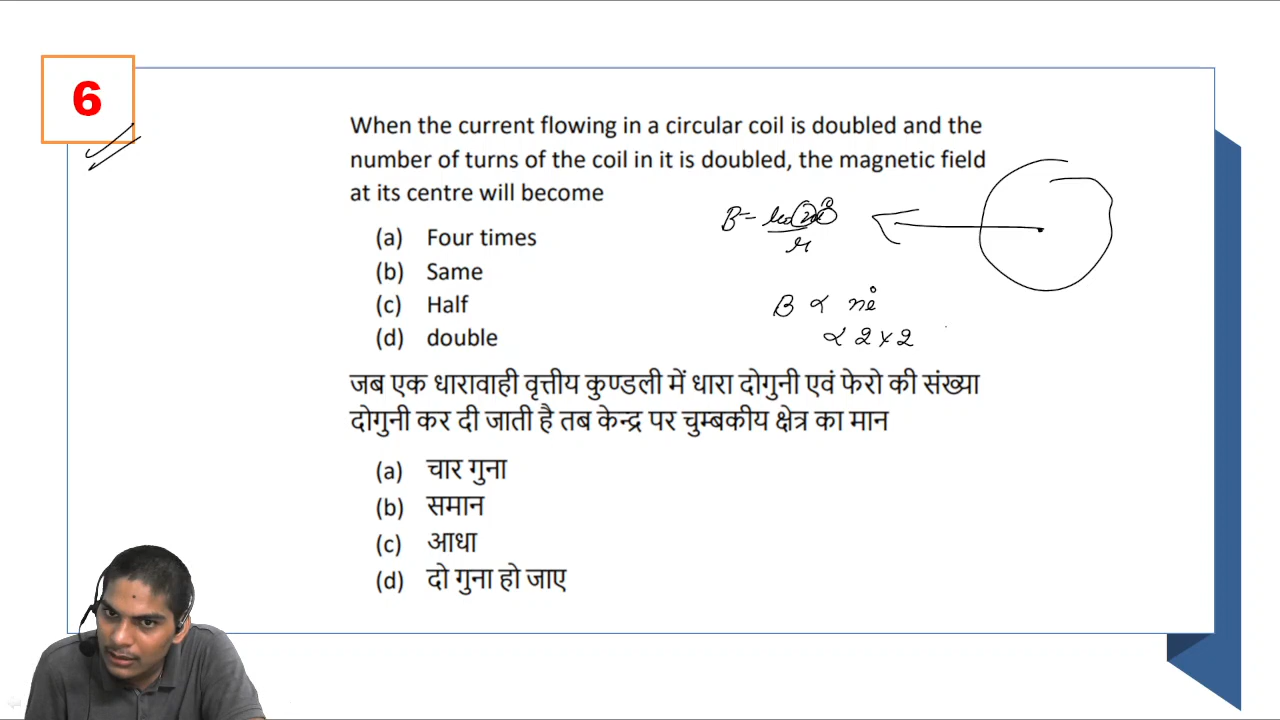 6
When the current flowing in a circular coil is doubled and the
number of turns of the coil in it is doubled, the magnetic field
at its centre will become
(a) Four times
(b) Same
(c) Half
(d) double
B =
r
B ∝ ni
∝ 2 × 2
जब एक धारावाही वृत्तीय कुण्डली में धारा दोगुनी एवं फेरो की संख्या
दोगुनी कर दी जाती है तब केन्द्र पर चुम्बकीय क्षेत्र का मान
(a) चार गुना
(b) समान
(c) आधा
(d) दो गुना हो जाए